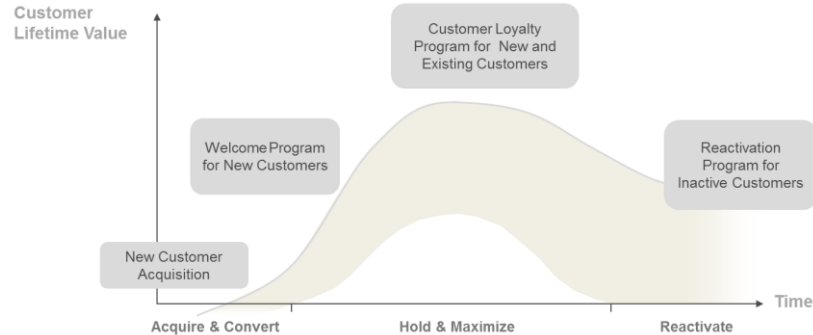 Customer
Lifetime Value
Customer Loyalty
Program for New and
Existing Customers
Welcome Program
for New Customers
Reactivation
Program for
Inactive Customers
New Customer
Acquisition
Time
Acquire & Convert
Hold & Maximize
Reactivate